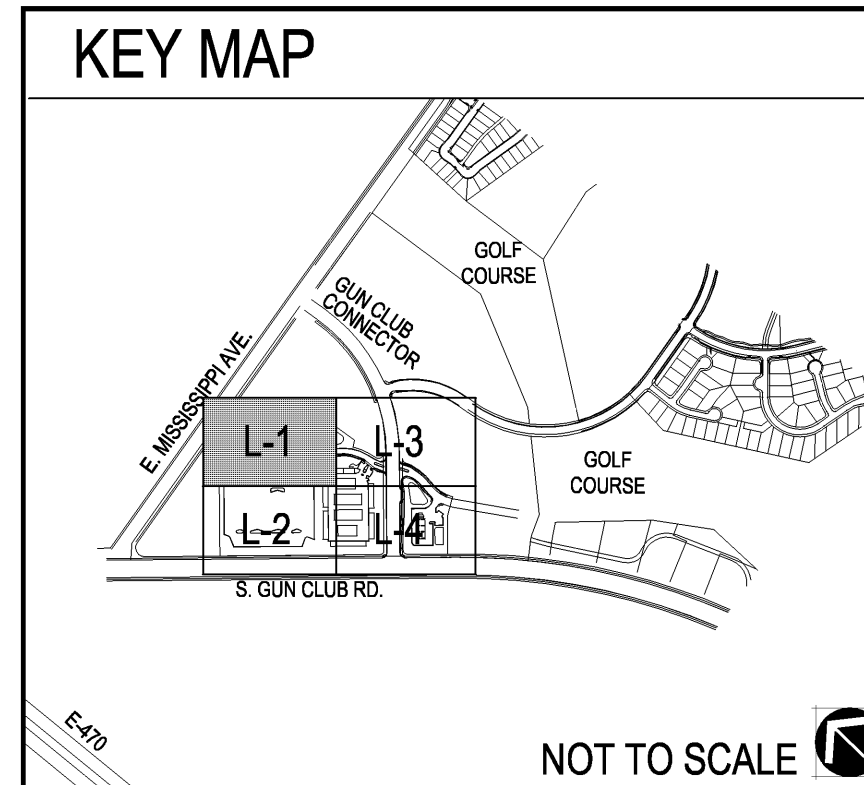 KEY MAP
GOLF
COURSE
GUN CLUB
CONNECTOR
E. MISSISSIPPI AVE.
L-1
L-3
GOLF
COURSE
L-2
L-4
S. GUN CLUB RD.
E-470
NOT TO SCALE